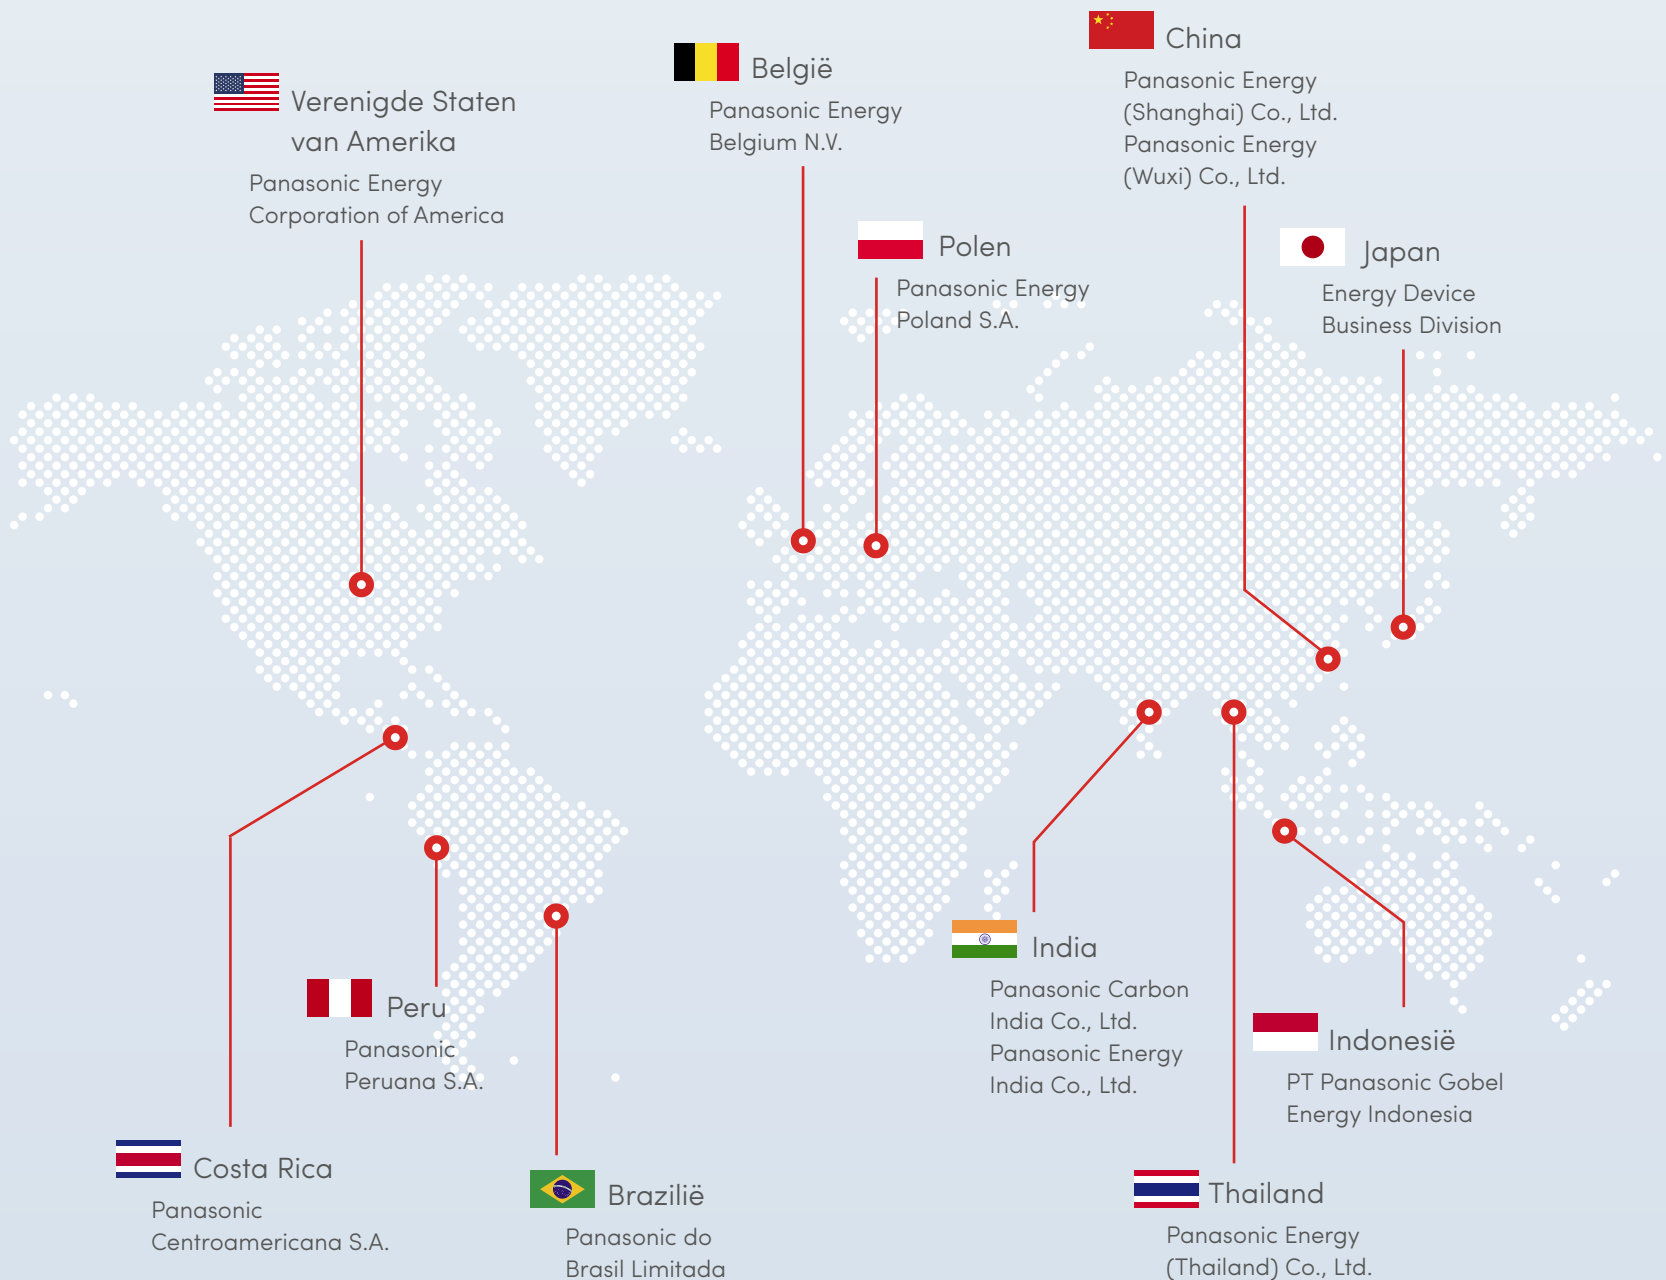 Verenigde Staten
van Amerika
Panasonic Energy
Corporation of America
België
Panasonic Energy
Belgium N.V.
China
Panasonic Energy
(Shanghai) Co., Ltd.
Panasonic Energy
(Wuxi) Co., Ltd.
Polen
Panasonic Energy
Poland S.A.
Japan
Energy Device
Business Division
Peru
Panasonic
Peruana S.A.
Costa Rica
Panasonic
Centroamericana S.A.
Brazilië
Panasonic do
Brasil Limitada
India
Panasonic Carbon
India Co., Ltd.
Panasonic Energy
India Co., Ltd.
Indonesië
PT Panasonic Gobel
Energy Indonesia
Thailand
Panasonic Energy
(Thailand) Co., Ltd.